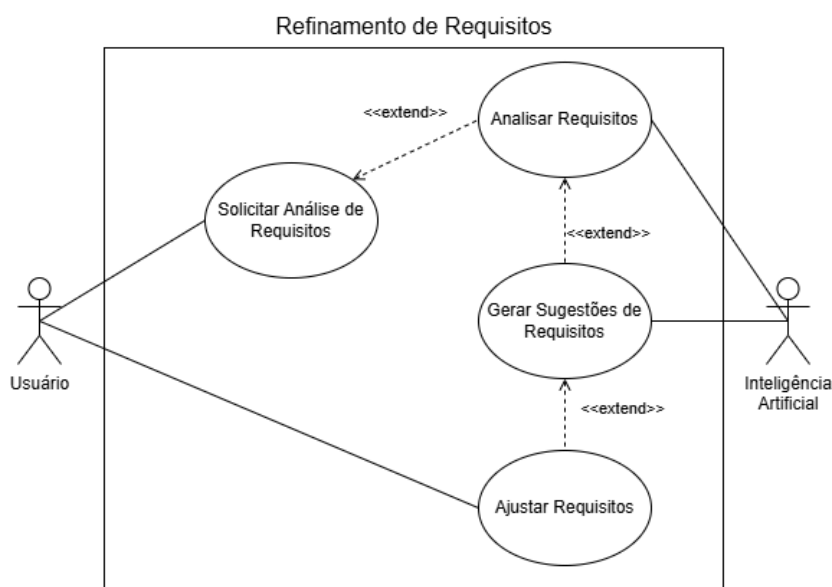 Refinamento de Requisitos
<<extend>>
Analisar Requisitos
Solicitar Análise de
Requisitos
<<extend>>
Gerar Sugestões de
Requisitos
Usuário
Inteligência
Artificial
<<extend>>
Ajustar Requisitos